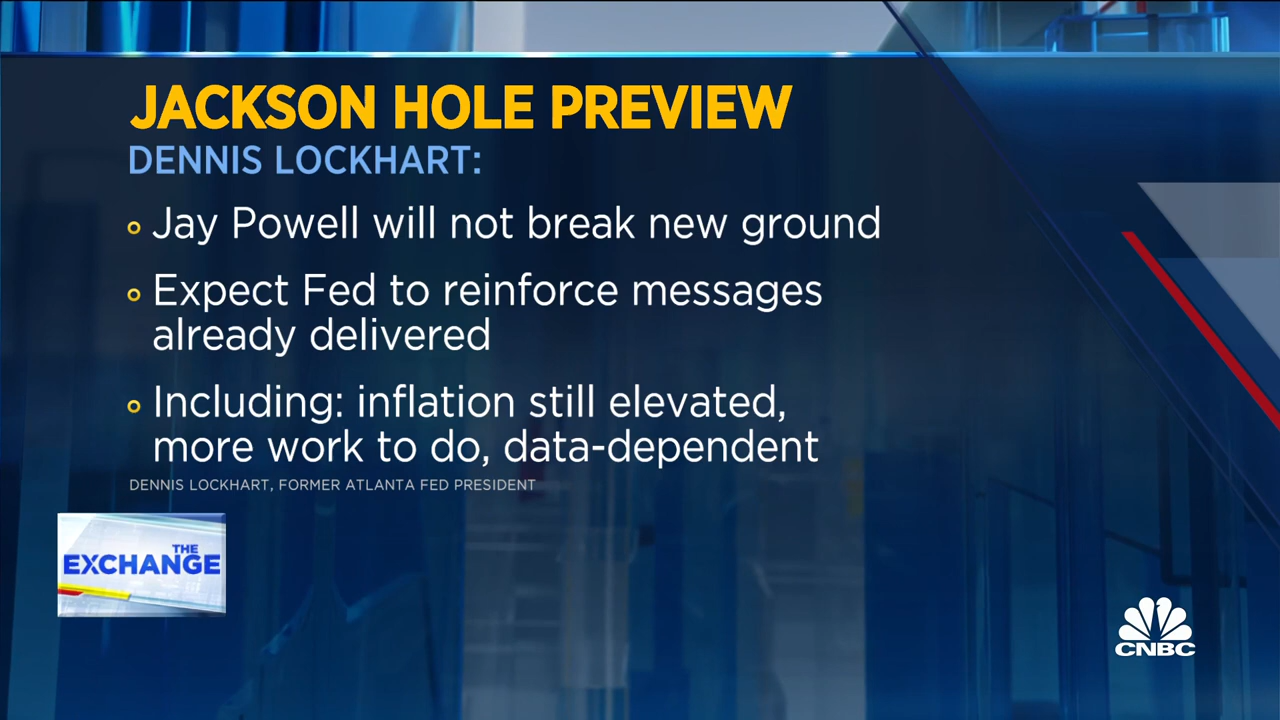 JACKSON HOLE PREVIEW
DENNIS LOCKHART:
Jay Powell will not break new ground
Expect Fed to reinforce messages
already delivered
Including: inflation still elevated,
more work to do, data-dependent
DENNIS LOCKHART, FORMER ATLANTA FED PRESIDENT
THE
EXCHANGE
CNBC